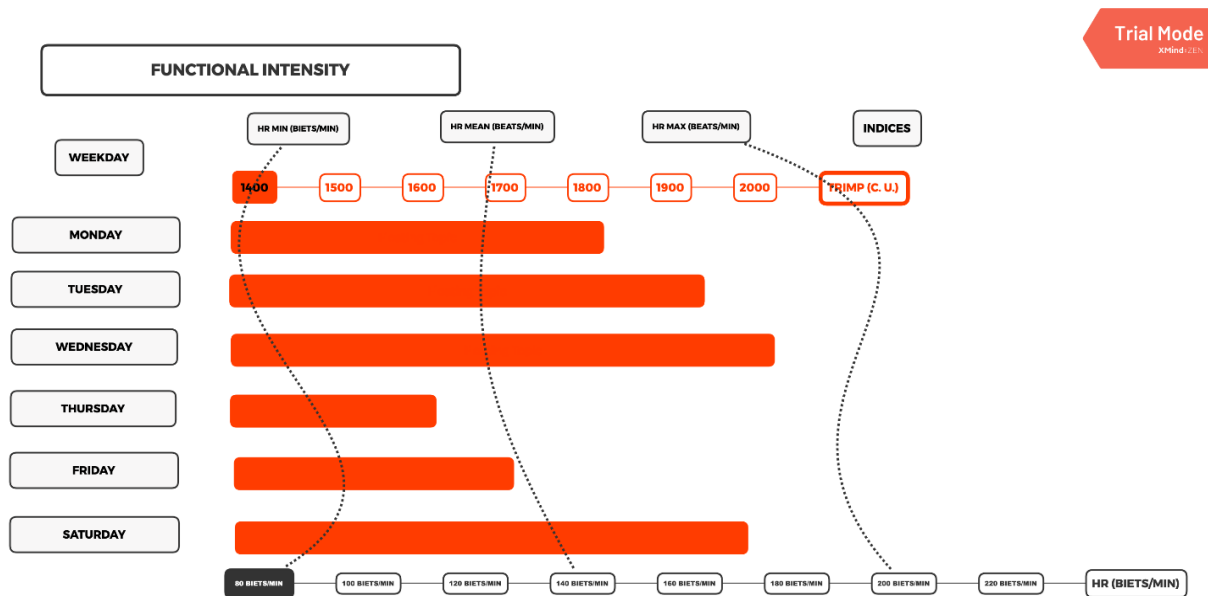 Trial Mode
XMind:ZEN
FUNCTIONAL INTENSITY
HR MIN (BIETS/MIN)
HR MEAN (BEATS/MIN)
HR MAX (BEATS/MIN)
INDICES
WEEKDAY
1400 1500 1600 1700 1800 1900 2000 TRIMP (C. U.)
MONDAY
TUESDAY
WEDNESDAY
THURSDAY
FRIDAY
SATURDAY
80 BIETS/MIN 100 BIETS/MIN 120 BIETS/MIN 140 BIETS/MIN 160 BIETS/MIN 180 BIETS/MIN 200 BIETS/MIN 220 BIETS/MIN HR (BIETS/MIN)